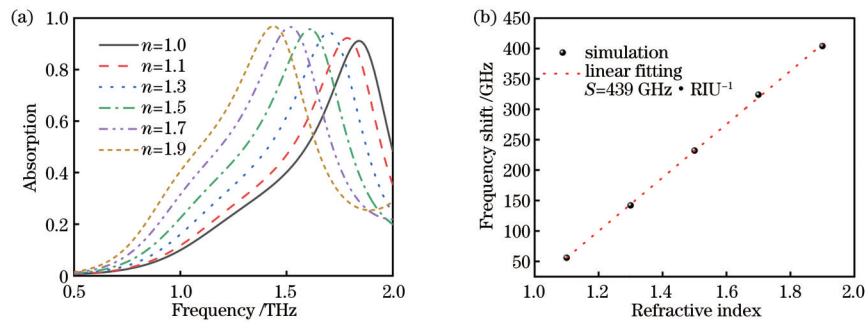 (a)
1.0
0.8
0.6
0.4
0.2
0
Absorption
n=1.0
n=1.1
n=1.3
n=1.5
n=1.7
n=1.9
0.5
1.0
1.5
2.0
Frequency /THz
(b)
450
400
350
300
250
200
150
100
50
Frequency shift /GHz
simulation
linear fitting
S=439 GHz • RIU⁻¹
1.0
1.2
1.4
1.6
1.8
2.0
Refractive index